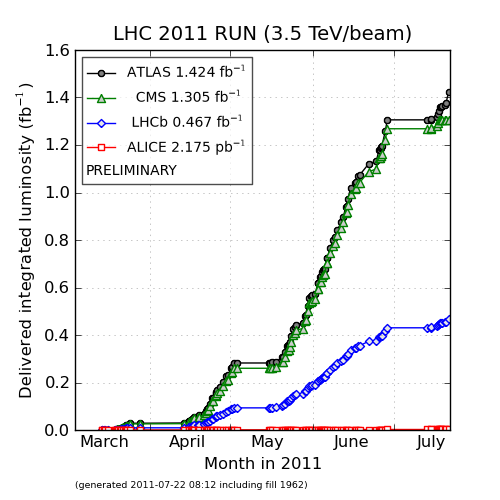 LHC 2011 RUN (3.5 TeV/beam)
Delivered integrated luminosity (fb⁻¹)
1.6
1.4
1.2
1.0
0.8
0.6
0.4
0.2
0.0
ATLAS 1.424 fb⁻¹
CMS 1.305 fb⁻¹
LHCb 0.467 fb⁻¹
ALICE 2.175 pb⁻¹
PRELIMINARY
March April May June July
Month in 2011
(generated 2011-07-22 08:12 including fill 1962)